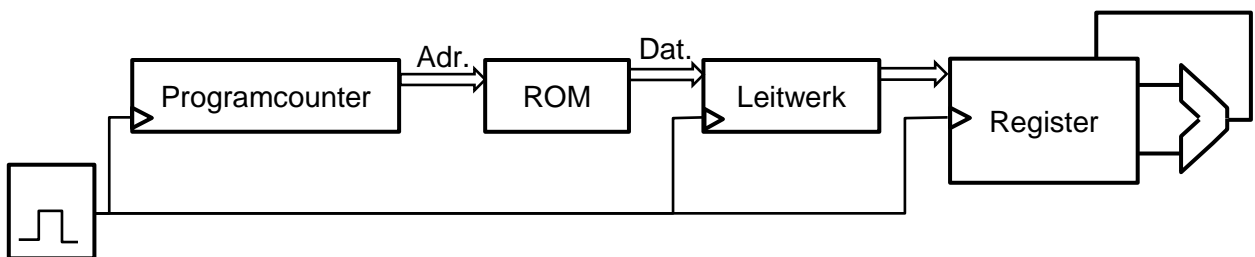 Programcounter
Adr.
ROM
Dat.
Leitwerk
Register